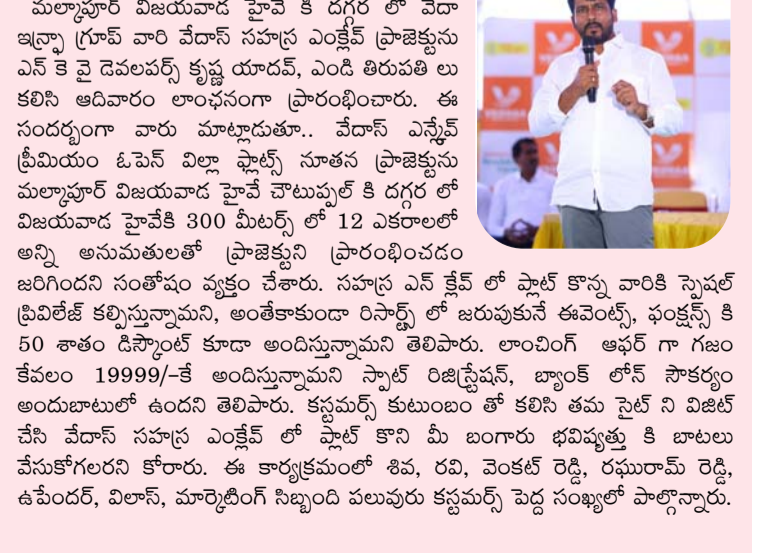 మల్కాపూర్ విజయవాడ హైవే కి దగ్గర లో వేదా
ఇన్ఫ్రా గ్రూప్ వారి వేదాస్ సహస్ర ఎంక్లేవ్ ప్రాజెక్టును
ఎన్ కె వై డెవలపర్స్ కృష్ణ యాదవ్, ఎండి తిరుపతి లు
కలిసి ఆదివారం లాంఛనంగా ప్రారంభించారు. ఈ
సందర్భంగా వారు మాట్లాడుతూ.. వేదాస్ ఎన్క్లేవ్
ప్రీమియం ఓపెన్ విల్లా ప్లాట్స్ నూతన ప్రాజెక్టును
మల్కాపూర్ విజయవాడ హైవే చౌటుప్పల్ కి దగ్గర లో
విజయవాడ హైవేకి 300 మీటర్స్ లో 12 ఎకరాలలో
అన్ని అనుమతులతో ప్రాజెక్టుని ప్రారంభించడం
జరిగిందని సంతోషం వ్యక్తం చేశారు. సహస్ర ఎన్ క్లేవ్ లో ప్లాట్ కొన్న వారికి స్పెషల్
ప్రివిలేజ్ కల్పిస్తున్నామని, అంతేకాకుండా రిసార్ట్స్ లో జరుపుకునే ఈవెంట్స్, ఫంక్షన్స్ కి
50 శాతం డిస్కౌంట్ కూడా అందిస్తున్నామని తెలిపారు. లాంచింగ్ ఆఫర్ గా గజం
కేవలం 19999/-కే అందిస్తున్నామని స్పాట్ రిజిస్ట్రేషన్, బ్యాంక్ లోన్ సౌకర్యం
అందుబాటులో ఉందని తెలిపారు. కస్టమర్స్ కుటుంబం తో కలిసి తమ సైట్ ని విజిట్
చేసి వేదాస్ సహస్ర ఎంక్లేవ్ లో ప్లాట్ కొని మీ బంగారు భవిష్యత్తు కి బాటలు
వేసుకోగలరని కోరారు. ఈ కార్యక్రమంలో శివ, రవి, వెంకట్ రెడ్డి, రఘురామ్ రెడ్డి,
ఉపేందర్, విలాస్, మార్కెటింగ్ సిబ్బంది పలువురు కస్టమర్స్ పెద్ద సంఖ్యలో పాల్గొన్నారు.